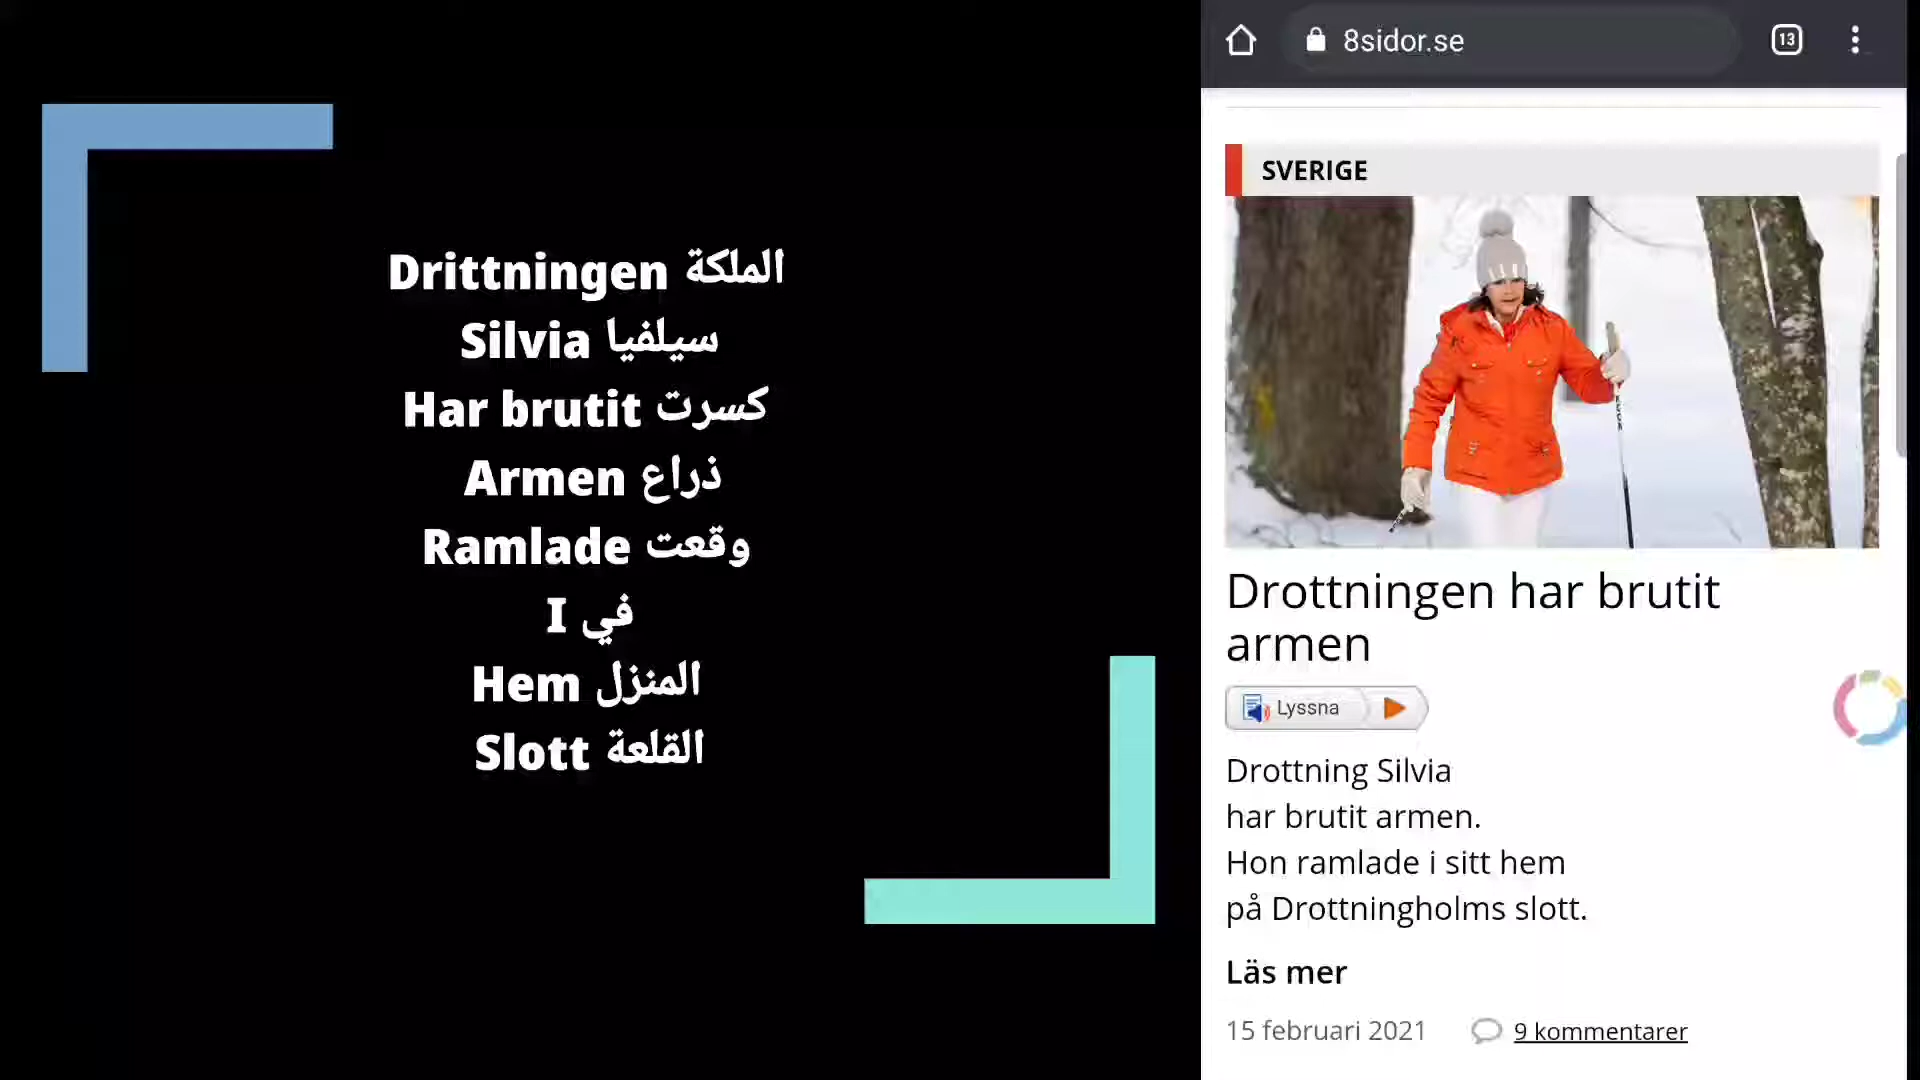 Drittningen الملكة
Silvia سيلفيا
Har brutit كسرت
Armen ذراع
Ramlade وقعت
I في
Hem المنزل
Slott القلعة
8sidor.se
13
SVERIGE
Drottningen har brutit
armen
Lyssna
Drottning Silvia
har brutit armen.
Hon ramlade i sitt hem
på Drottningholms slott.
Läs mer
15 februari 2021
9 kommentarer